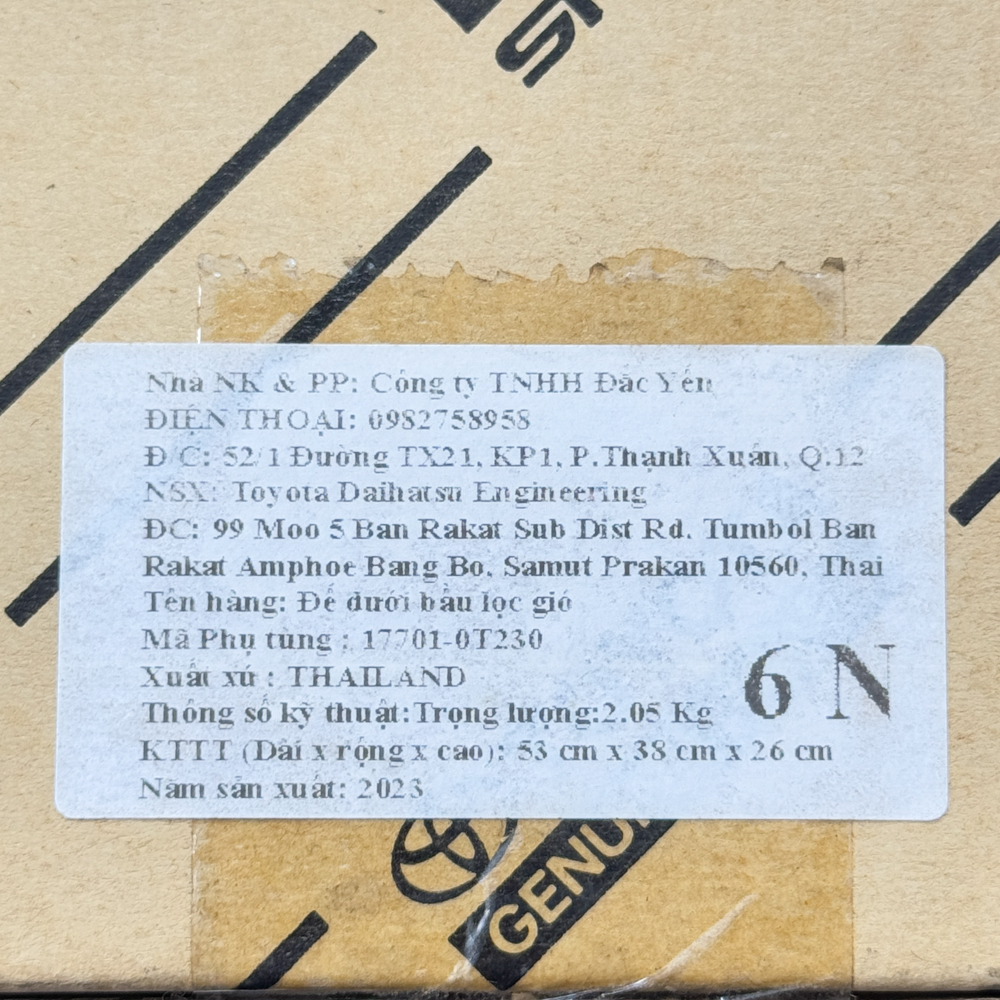 Nhà NK & PP: Công ty TNHH Đắc Yến
ĐIỆN THOẠI: 0982758958
Đ/C: 52/1 Đường TX21, KP1, P.Thạnh Xuân, Q.12
NSX: Toyota Daihatsu Engineering
ĐC: 99 Moo 5 Ban Rakat Sub Dist Rd. Tumbol Ban
Rakat Amphoe Bang Bo, Samut Prakan 10560, Thai
Tên hàng: Đế dưới bầu lọc gió
Mã Phụ tùng : 17701-0T230
Xuất xứ : THAILAND
6 N
Thông số kỹ thuật:Trọng lượng:2.05 Kg
KTTT (Dài x rộng x cao): 53 cm x 38 cm x 26 cm
Năm sản xuất: 2023